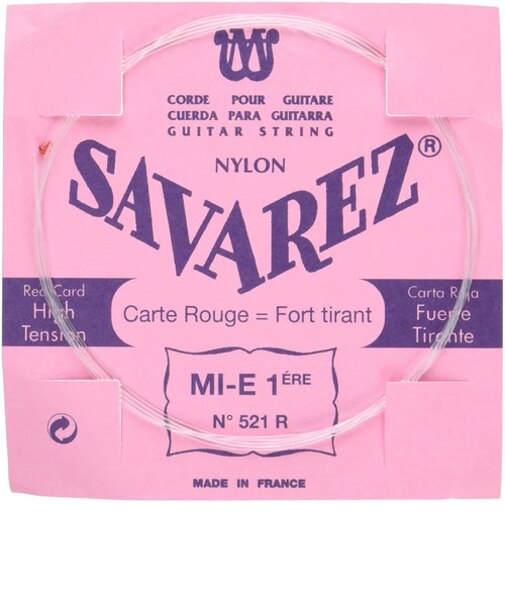 CORDE POUR GUITARE
CUERDA PARA GUITARRA
GUITAR STRING
NYLON
SAVAREZ®
Red Card
High
Tension
Carte Rouge = Fort tirant
Carta Roja
Fuerte
Tirante
MI-E 1ÈRE
N° 521 R
MADE IN FRANCE